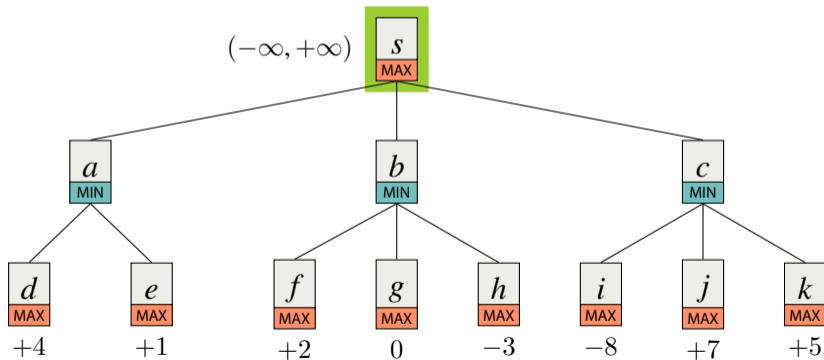 (−∞, +∞) s
MAX
a b c
MIN MIN MIN
d e f g h i j k
MAX MAX MAX MAX MAX MAX MAX MAX
+4 +1 +2 0 −3 −8 +7 +5